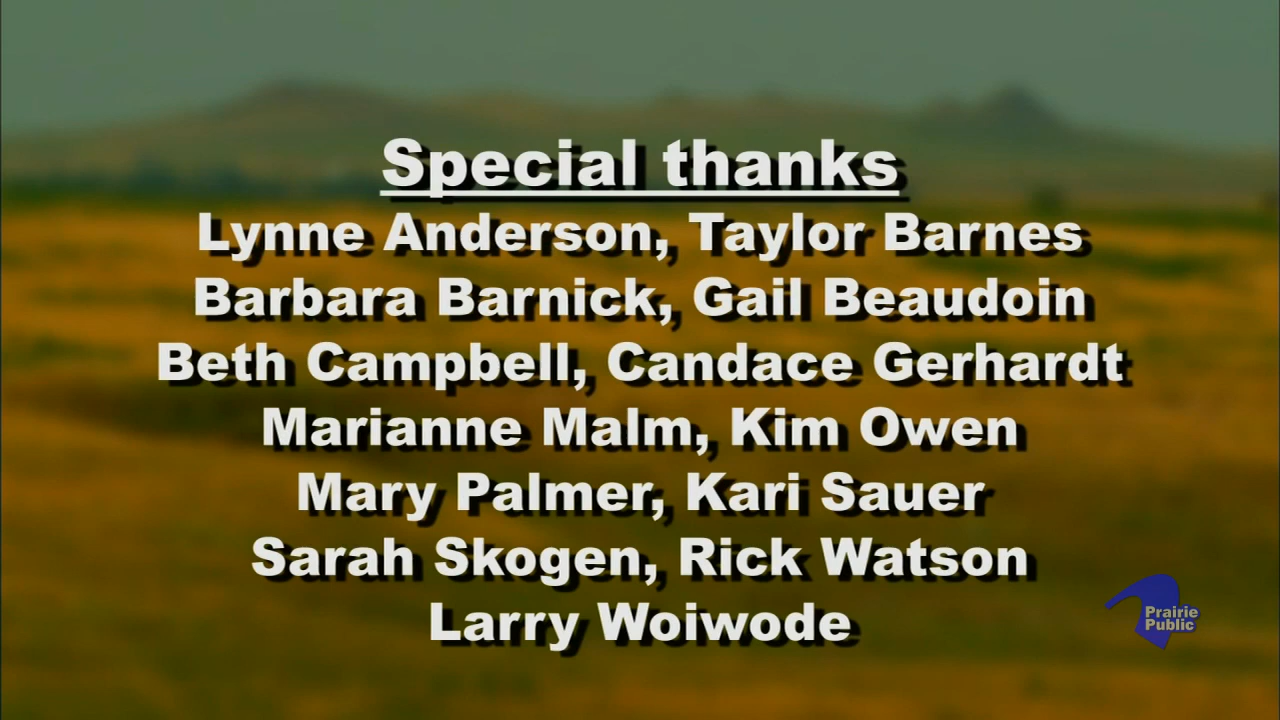 Special thanks
Lynne Anderson, Taylor Barnes
Barbara Barnick, Gail Beaudoin
Beth Campbell, Candace Gerhardt
Marianne Malm, Kim Owen
Mary Palmer, Kari Sauer
Sarah Skogen, Rick Watson
Larry Woiwode
Prairie
Public